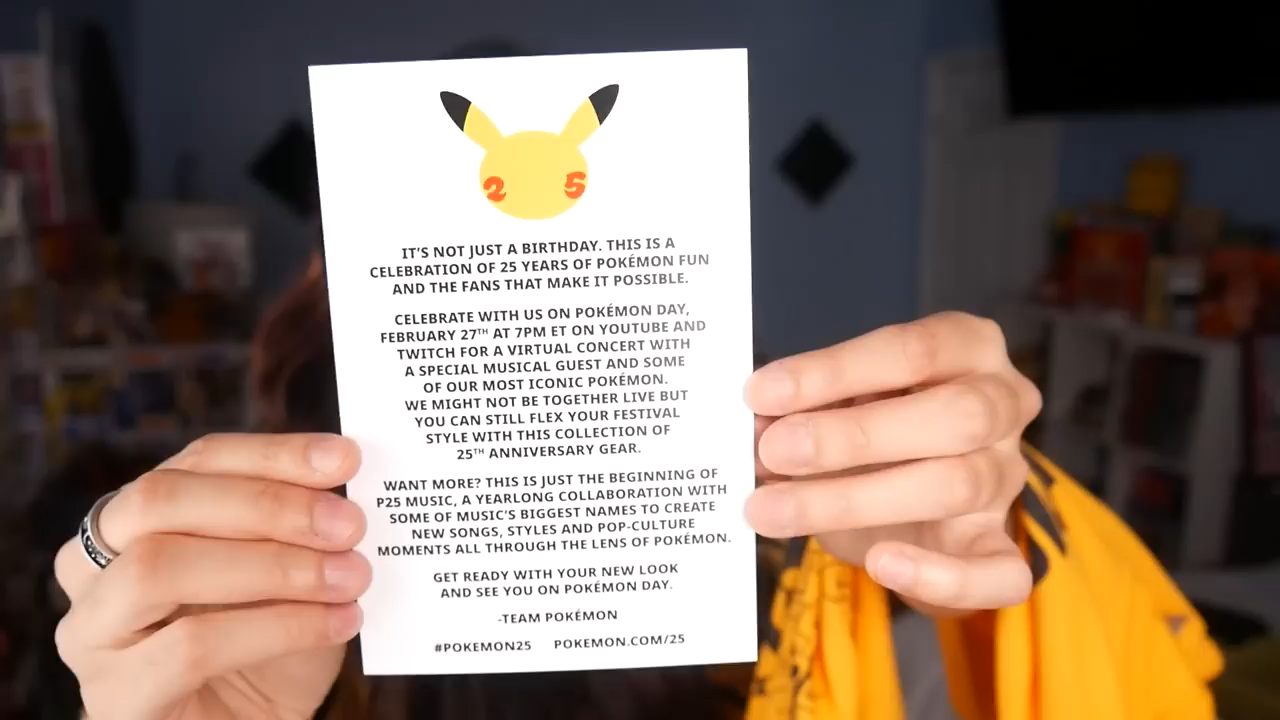 2 5
IT'S NOT JUST A BIRTHDAY. THIS IS A
CELEBRATION OF 25 YEARS OF POKÉMON FUN
AND THE FANS THAT MAKE IT POSSIBLE.
CELEBRATE WITH US ON POKÉMON DAY,
FEBRUARY 27TH AT 7PM ET ON YOUTUBE AND
TWITCH FOR A VIRTUAL CONCERT WITH
A SPECIAL MUSICAL GUEST AND SOME
OF OUR MOST ICONIC POKÉMON.
WE MIGHT NOT BE TOGETHER LIVE BUT
YOU CAN STILL FLEX YOUR FESTIVAL
STYLE WITH THIS COLLECTION OF
25TH ANNIVERSARY GEAR.
WANT MORE? THIS IS JUST THE BEGINNING OF
P25 MUSIC, A YEARLONG COLLABORATION WITH
SOME OF MUSIC'S BIGGEST NAMES TO CREATE
NEW SONGS, STYLES AND POP-CULTURE
MOMENTS ALL THROUGH THE LENS OF POKÉMON.
GET READY WITH YOUR NEW LOOK
AND SEE YOU ON POKÉMON DAY.
-TEAM POKÉMON
#POKEMON25 POKEMON.COM/25